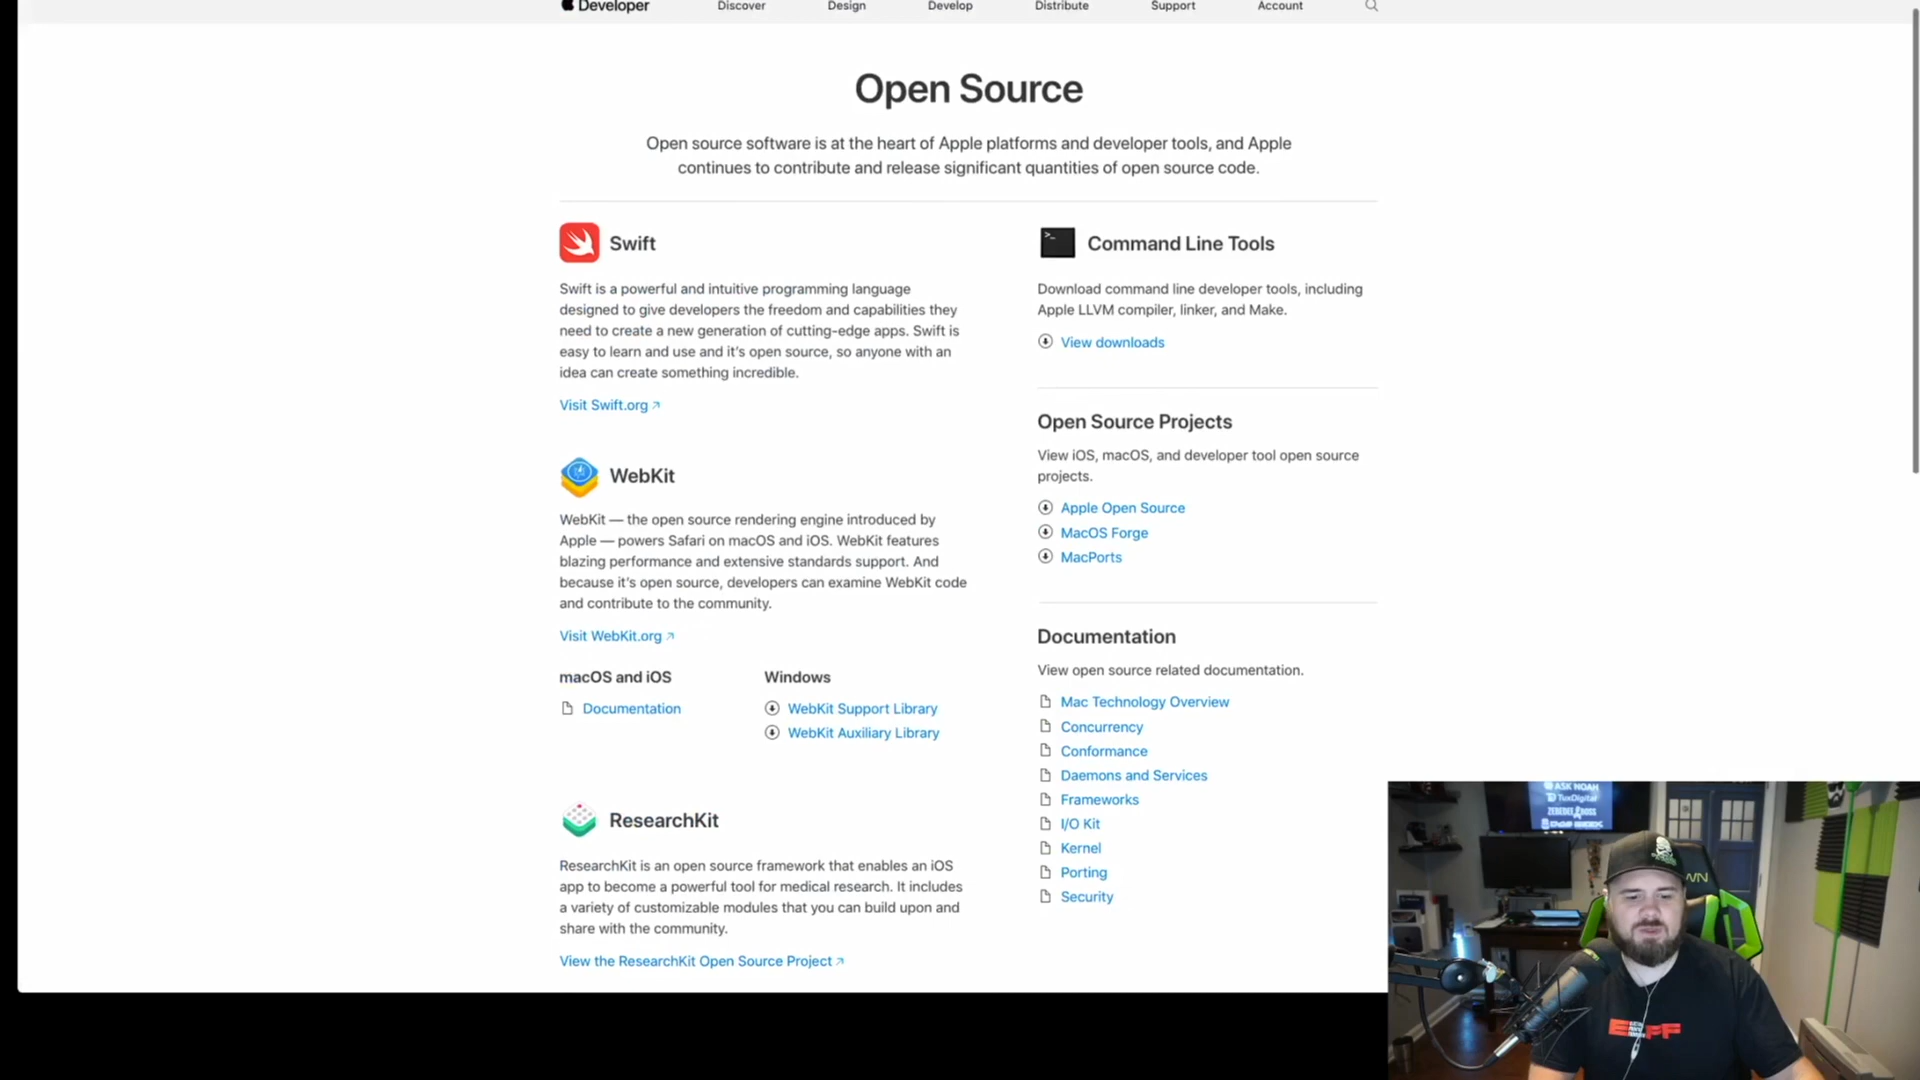 Developer
Discover
Design
Develop
Distribute
Support
Account
Open Source
Open source software is at the heart of Apple platforms and developer tools, and Apple
continues to contribute and release significant quantities of open source code.
Swift
Swift is a powerful and intuitive programming language
designed to give developers the freedom and capabilities they
need to create a new generation of cutting-edge apps. Swift is
easy to learn and use and it’s open source, so anyone with an
idea can create something incredible.
Visit Swift.org
WebKit
WebKit — the open source rendering engine introduced by
Apple — powers Safari on macOS and iOS. WebKit features
blazing performance and extensive standards support. And
because it’s open source, developers can examine WebKit code
and contribute to the community.
Visit WebKit.org
macOS and iOS
Documentation
Windows
WebKit Support Library
WebKit Auxiliary Library
ResearchKit
ResearchKit is an open source framework that enables an iOS
app to become a powerful tool for medical research. It includes
a variety of customizable modules that you can build upon and
share with the community.
View the ResearchKit Open Source Project
>_
Command Line Tools
Download command line developer tools, including
Apple LLVM compiler, linker, and Make.
View downloads
Open Source Projects
View iOS, macOS, and developer tool open source
projects.
Apple Open Source
MacOS Forge
MacPorts
Documentation
View open source related documentation.
Mac Technology Overview
Concurrency
Conformance
Daemons and Services
Frameworks
I/O Kit
Kernel
Porting
Security
ASK NOAH
TuxDigital
WN
EFF